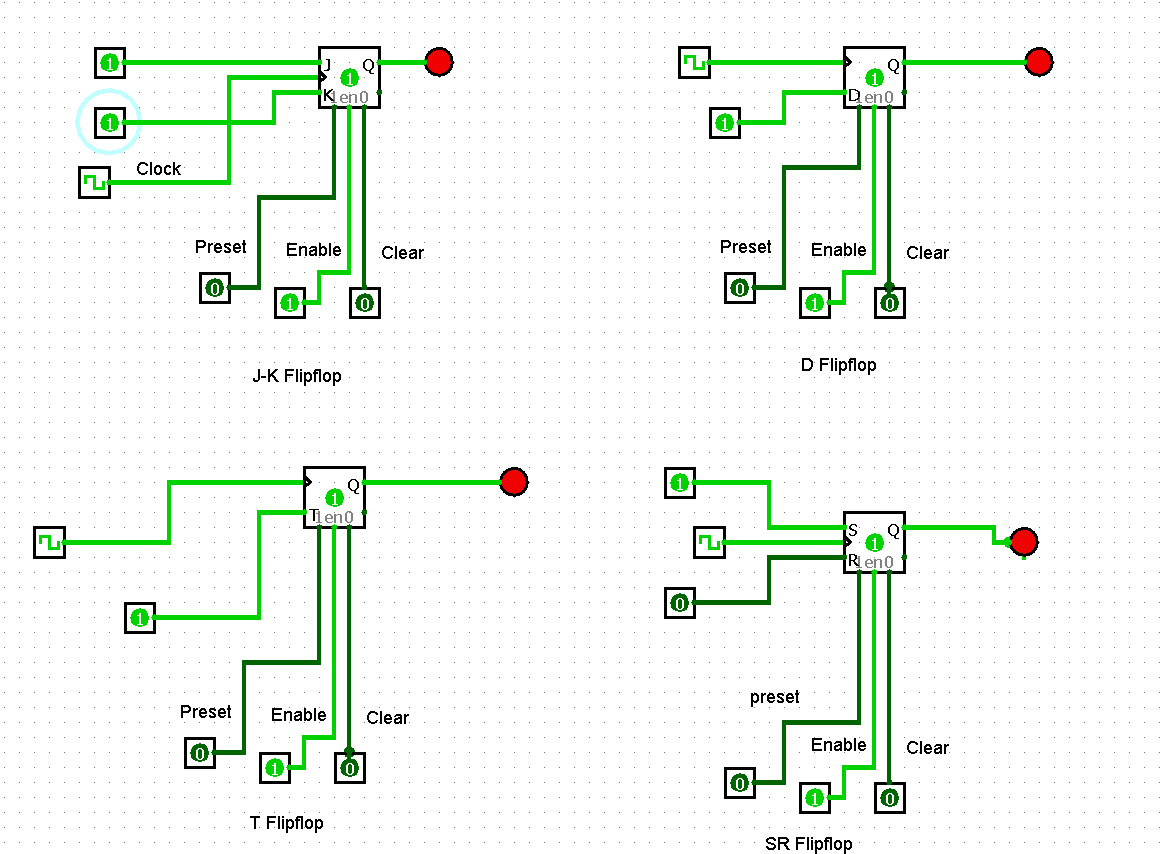 1
J
Q
1
K
1en0
1
Clock
Preset
Enable
Clear
0
1
0
J-K Flipflop
Q
1
D
1en0
1
Preset
Enable
Clear
0
1
0
D Flipflop
Q
1
T
1en0
1
Preset
Enable
Clear
0
1
0
T Flipflop
1
S
Q
1
R
1en0
0
preset
Enable
Clear
0
1
0
SR Flipflop